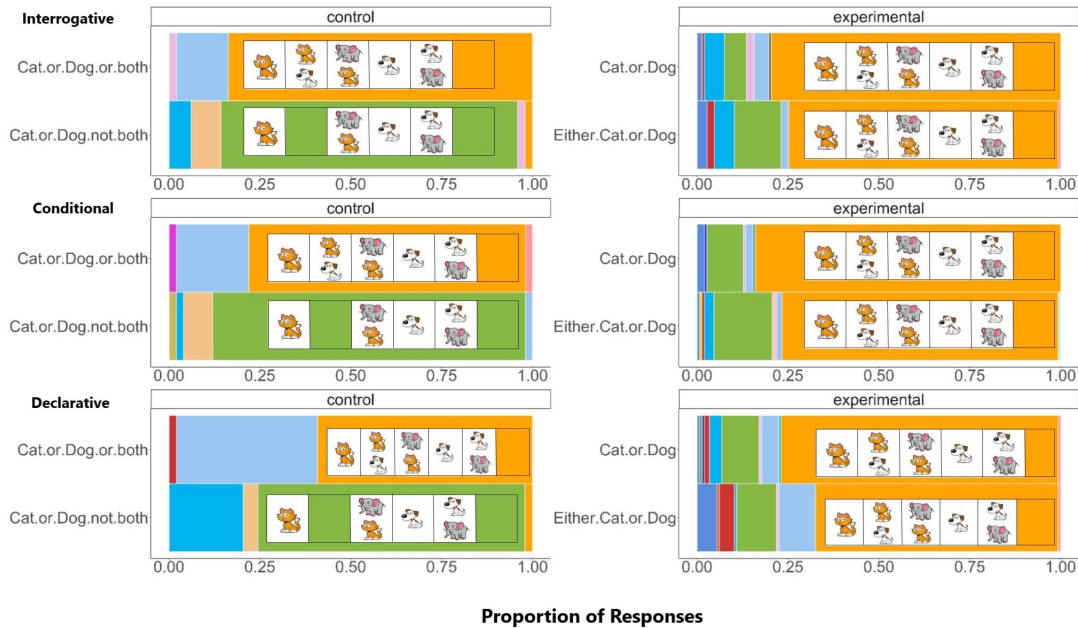 Interrogative
control
experimental
Cat.or.Dog.or.both
Cat.or.Dog.not.both
Cat.or.Dog
Either.Cat.or.Dog
0.00 0.25 0.50 0.75 1.00
0.00 0.25 0.50 0.75 1.00
Conditional
control
experimental
Cat.or.Dog.or.both
Cat.or.Dog.not.both
Cat.or.Dog
Either.Cat.or.Dog
0.00 0.25 0.50 0.75 1.00
0.00 0.25 0.50 0.75 1.00
Declarative
control
experimental
Cat.or.Dog.or.both
Cat.or.Dog.not.both
Cat.or.Dog
Either.Cat.or.Dog
0.00 0.25 0.50 0.75 1.00
0.00 0.25 0.50 0.75 1.00
Proportion of Responses